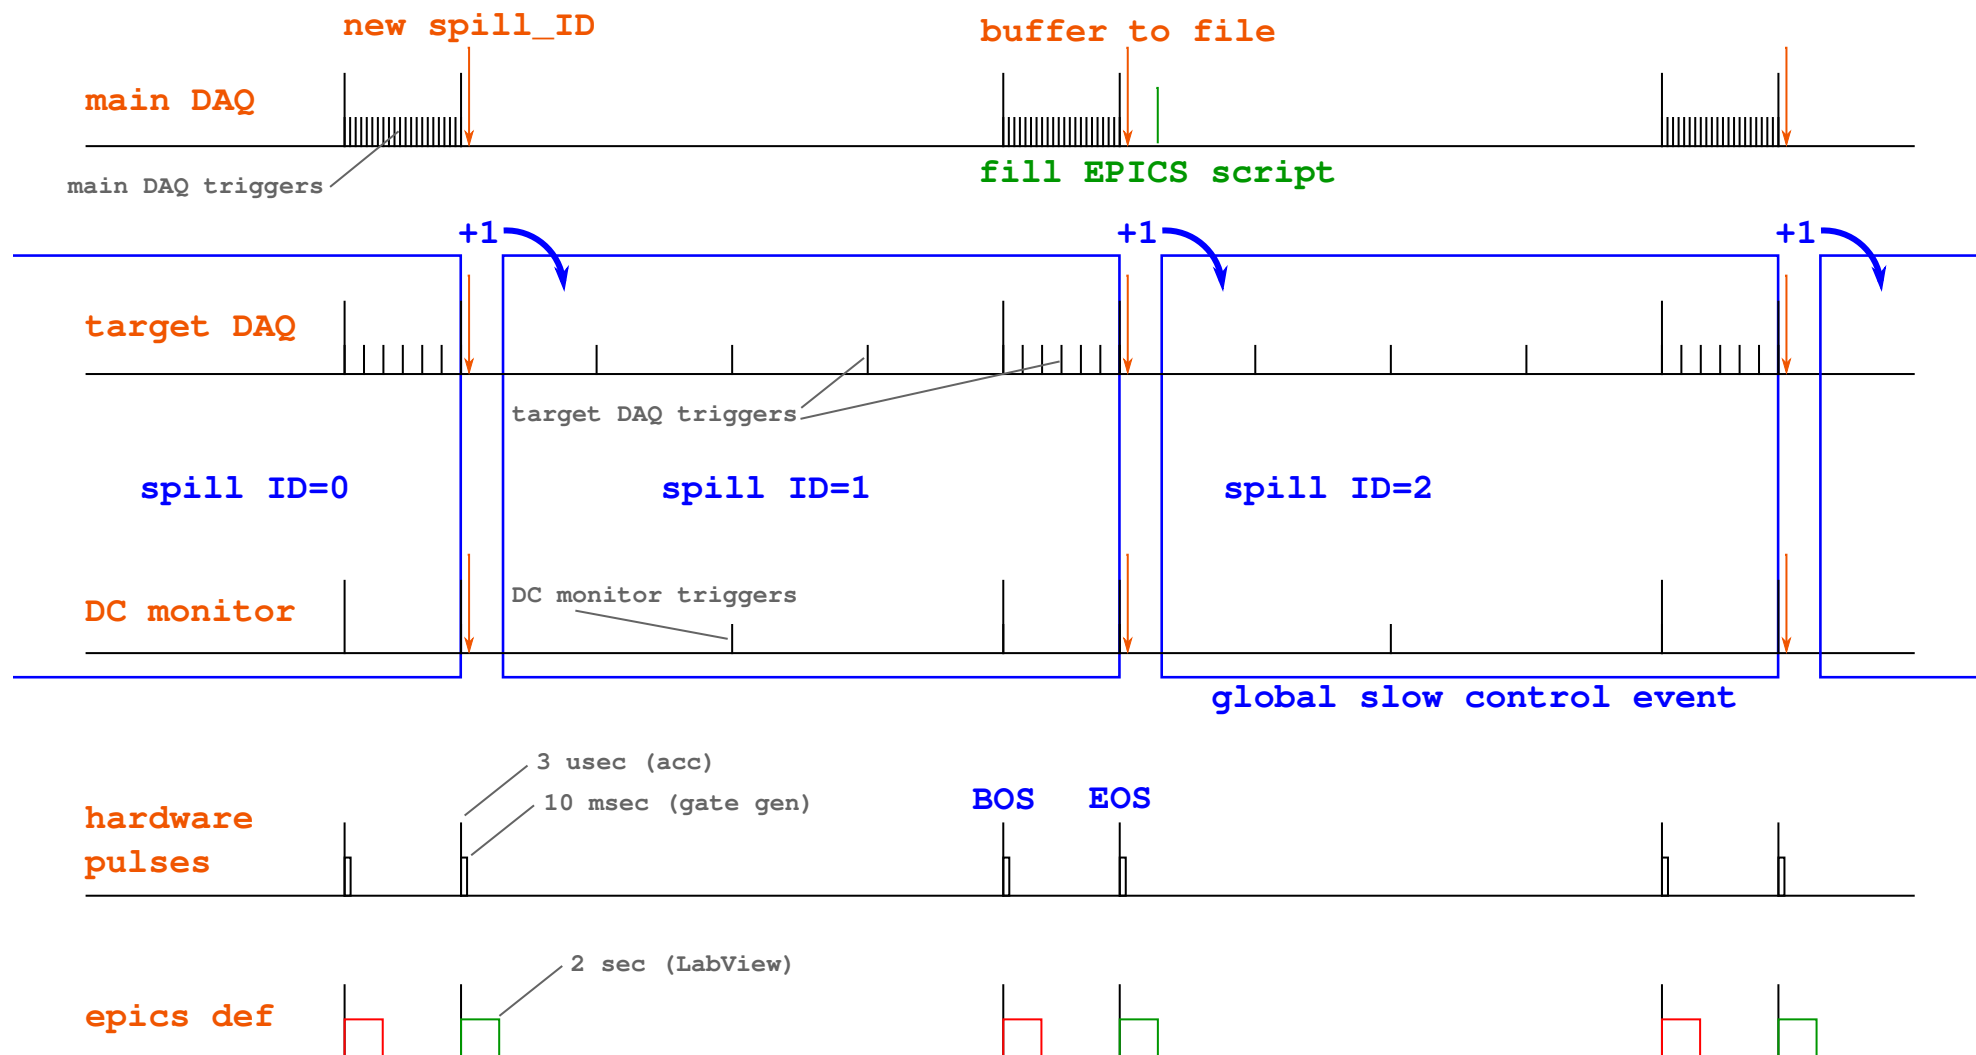 new spill_ID
buffer to file
main DAQ
main DAQ triggers
fill EPICS script
+1
+1
+1
target DAQ
target DAQ triggers
spill ID=0
spill ID=1
spill ID=2
DC monitor triggers
DC monitor
global slow control event
3 usec (acc)
10 msec (gate gen)
BOS
EOS
hardware
pulses
2 sec (LabView)
epics def